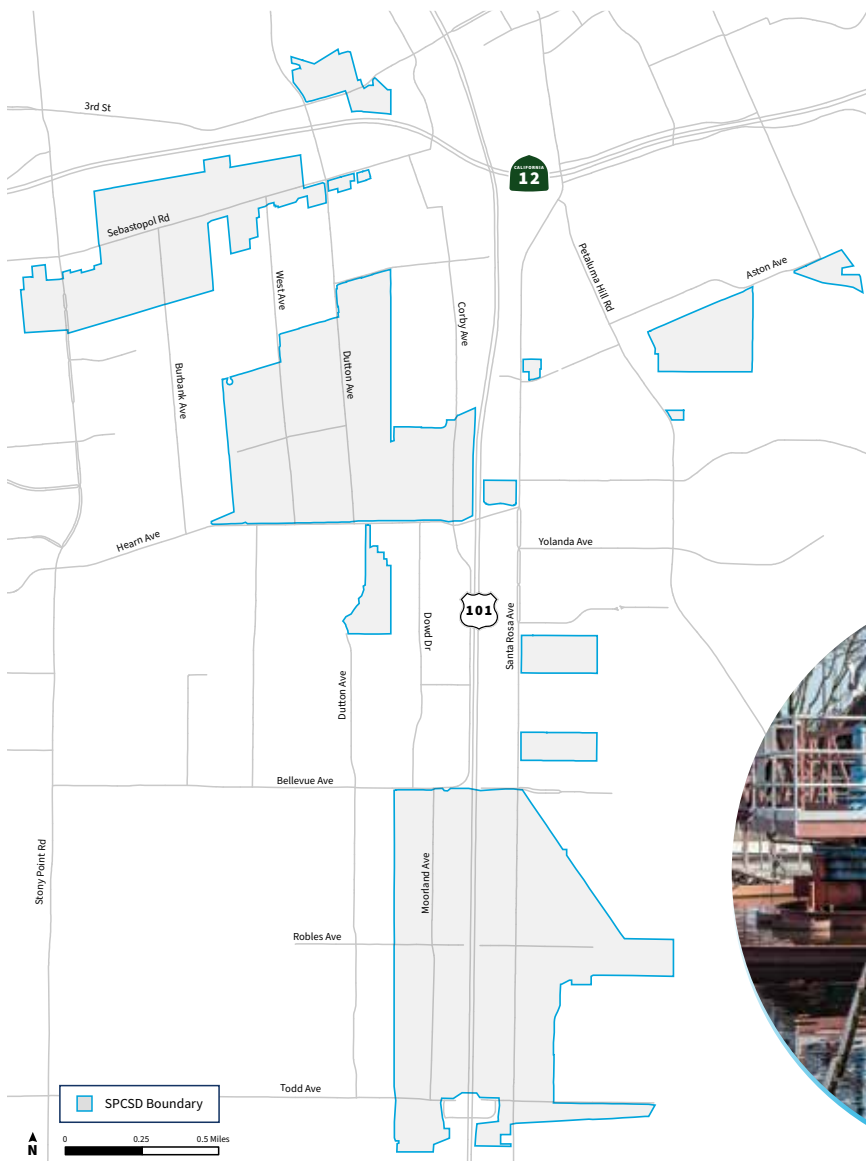 3rd St
CALIFORNIA
12
Sebastopol Rd
Petaluma Hill Rd
Aston Ave
West Ave
Corby Ave
Dutton Ave
Burbank Ave
Hearn Ave
Yolanda Ave
101
Santa Rosa Ave
Dowd Dr
Dutton Ave
Bellevue Ave
Stony Point Rd
Moorland Ave
Robles Ave
Todd Ave
SPCSD Boundary
N
0 0.25 0.5 Miles